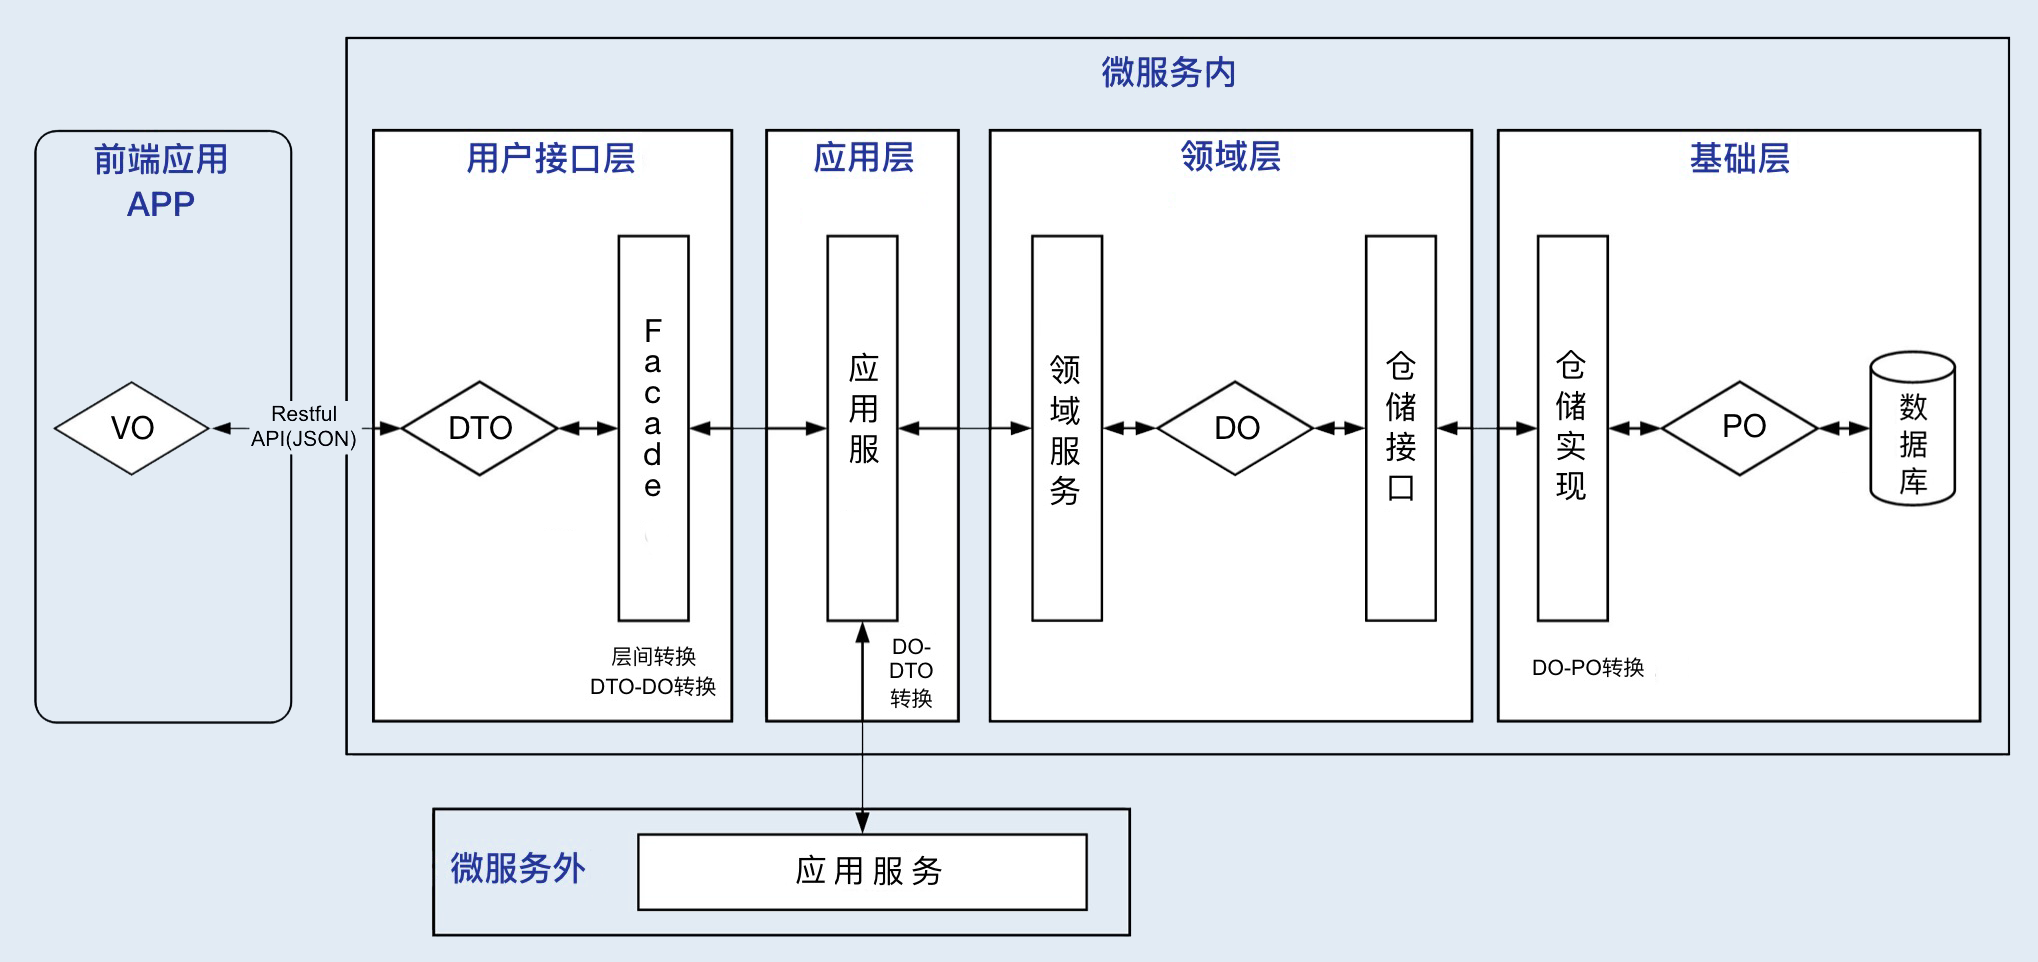 微服务内
前端应用
APP
用户接口层
应用层
领域层
基础层
VO
Restful
API(JSON)
DTO
Facade
应用服
领域服务
DO
仓储接口
仓储实现
PO
数据库
层间转换
DTO-DO转换
DO-
DTO
转换
DO-PO转换
微服务外
应用服务